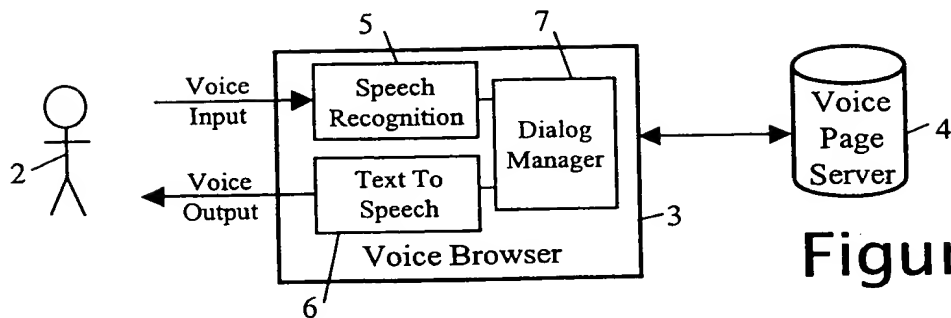 5
7
Voice
Input
Speech
Recognition
Dialog
Manager
Voice
Page
Server
4
2
Voice
Output
Text To
Speech
3
Voice Browser
6